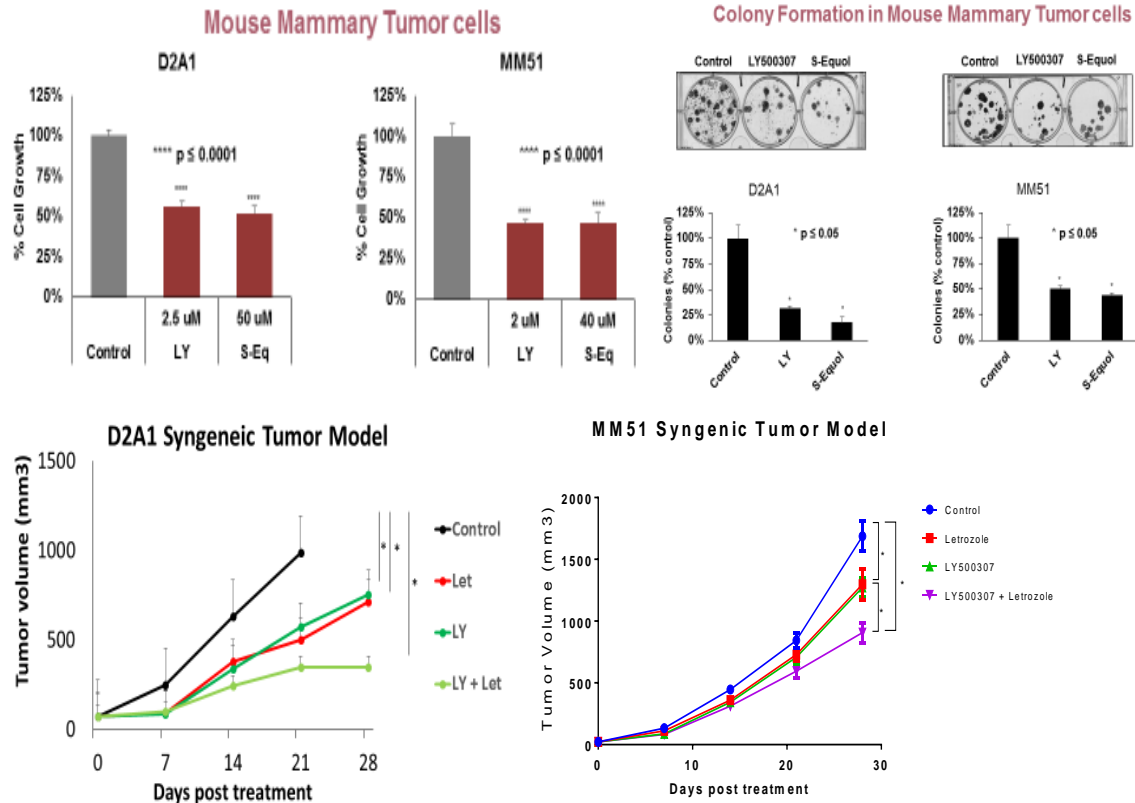 Mouse Mammary Tumor cells
D2A1
125%
100%
75%
50%
25%
0%
% Cell Growth
**** p ≤ 0.0001
****
****
2.5 uM
50 uM
Control
LY
S-Eq
MM51
125%
100%
75%
50%
25%
0%
% Cell Growth
**** p ≤ 0.0001
****
****
2 uM
40 uM
Control
LY
S-Eq
Colony Formation in Mouse Mammary Tumor cells
Control LY500307 S-Equol
Control LY500307 S-Equol
D2A1
125%
100%
75%
50%
25%
0%
Colonies (% control)
* p ≤ 0.05
*
*
Control
LY
S-Equol
MM51
125%
100%
75%
50%
25%
0%
Colonies (% control)
* p ≤ 0.05
*
*
Control
LY
S-Equol
D2A1 Syngeneic Tumor Model
1500
1000
500
0
Tumor volume (mm3)
0 7 14 21 28
Days post treatment
Control
Let
LY
LY + Let
*
*
*
MM51 Syngenic Tumor Model
2000
1500
1000
500
0
Tumor Volume (mm3)
0 10 20 30
Days post treatment
Control
Letrozole
LY500307
LY500307 + Letrozole
*
*
*